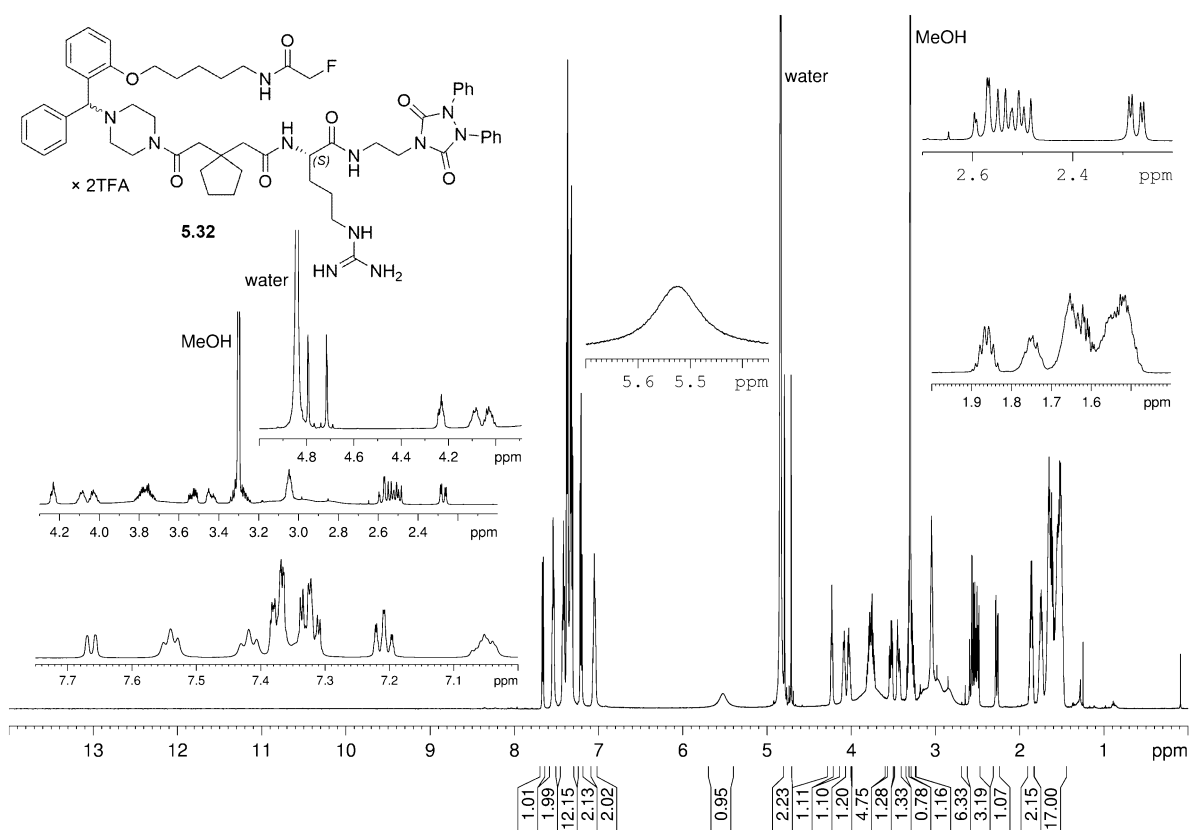 O
O
N
H
F
O
N
N
O
H
N
(S)
O
O
N
H
N
N
N
Ph
Ph
O
O
× 2TFA
5.32
NH
HN
NH2
MeOH
water
2.6 2.4 ppm
1.9 1.8 1.7 1.6 ppm
5.6 5.5 ppm
water
4.8 4.6 4.4 4.2 ppm
MeOH
4.2 4.0 3.8 3.6 3.4 3.2 3.0 2.8 2.6 2.4 ppm
7.7 7.6 7.5 7.4 7.3 7.2 7.1 ppm
13 12 11 10 9 8 7 6 5 4 3 2 1 ppm
1.01
1.99
12.15
2.13
2.02
0.95
2.23
1.11
1.10
1.20
4.75
1.28
1.33
0.78
1.16
6.33
3.19
1.07
2.15
17.00